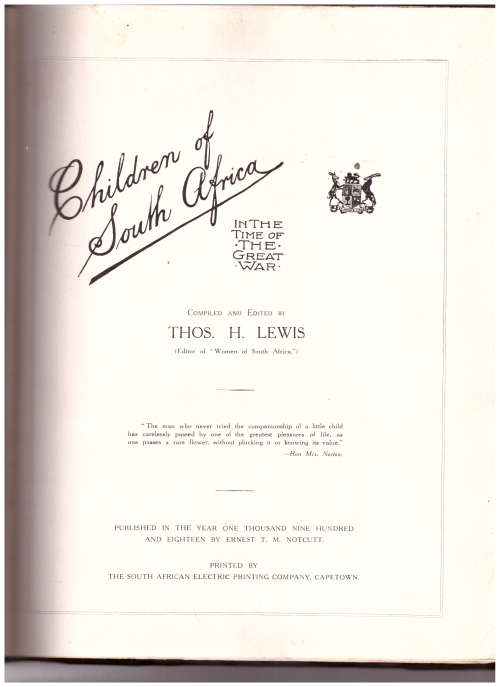 Children of
South Africa
IN THE
TIME OF
·THE·
GREAT
·WAR·
COMPILED AND EDITED BY
THOS. H. LEWIS
(Editor of "Women of South Africa.")
"The man who never tried the companionship of a little child
has carelessly passed by one of the greatest pleasures of life, as
one passes a rare flower, without plucking it or knowing its value."
—Hon Mrs. Norton.
PUBLISHED IN THE YEAR ONE THOUSAND NINE HUNDRED
AND EIGHTEEN BY ERNEST T. M. NOTCUTT.
PRINTED BY
THE SOUTH AFRICAN ELECTRIC PRINTING COMPANY, CAPETOWN.